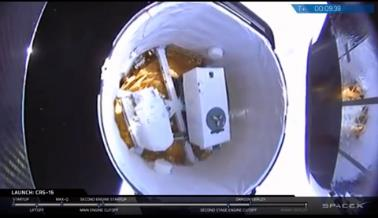 T+ 00:09:38
LAUNCH: CRS-16
STARTUP
MAX-Q
SECOND ENGINE STARTUP
DRAGON DEPLOY
LIFTOFF
MAIN ENGINE CUTOFF
SECOND STAGE ENGINE CUTOFF
SPACEX